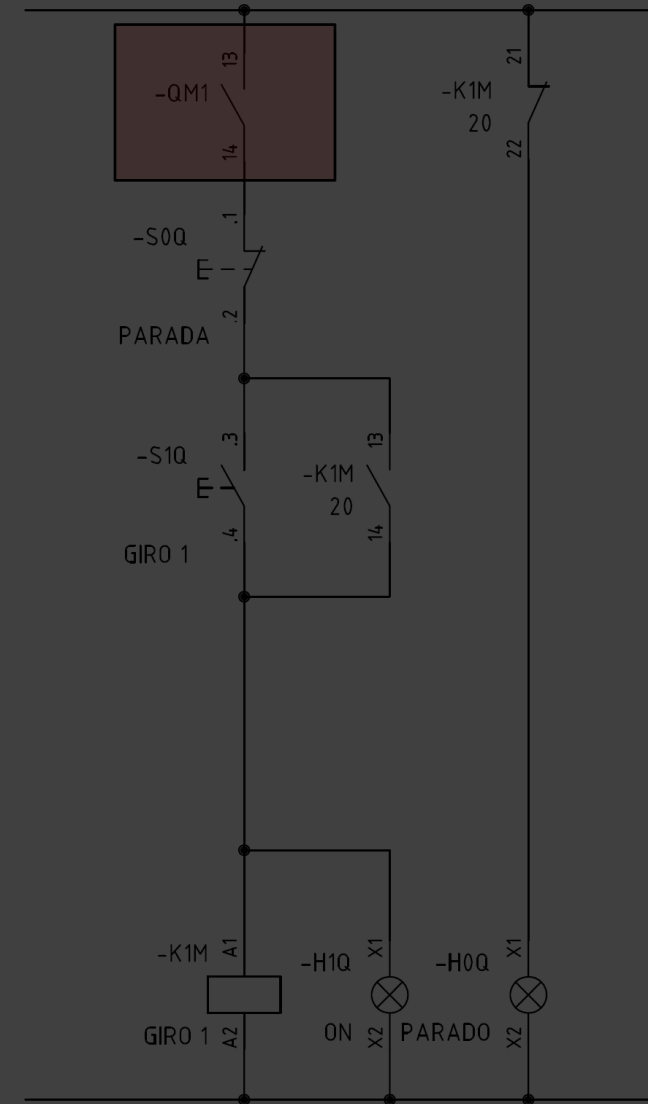 13
-QM1
14
21
-K1M
20
22
.1
-S0Q
.2
PARADA
.3
-S1Q
.4
GIRO 1
13
-K1M
20
14
-K1M
A1
GIRO 1
A2
-H1Q
X1
ON
X2
-H0Q
X1
PARADO
X2